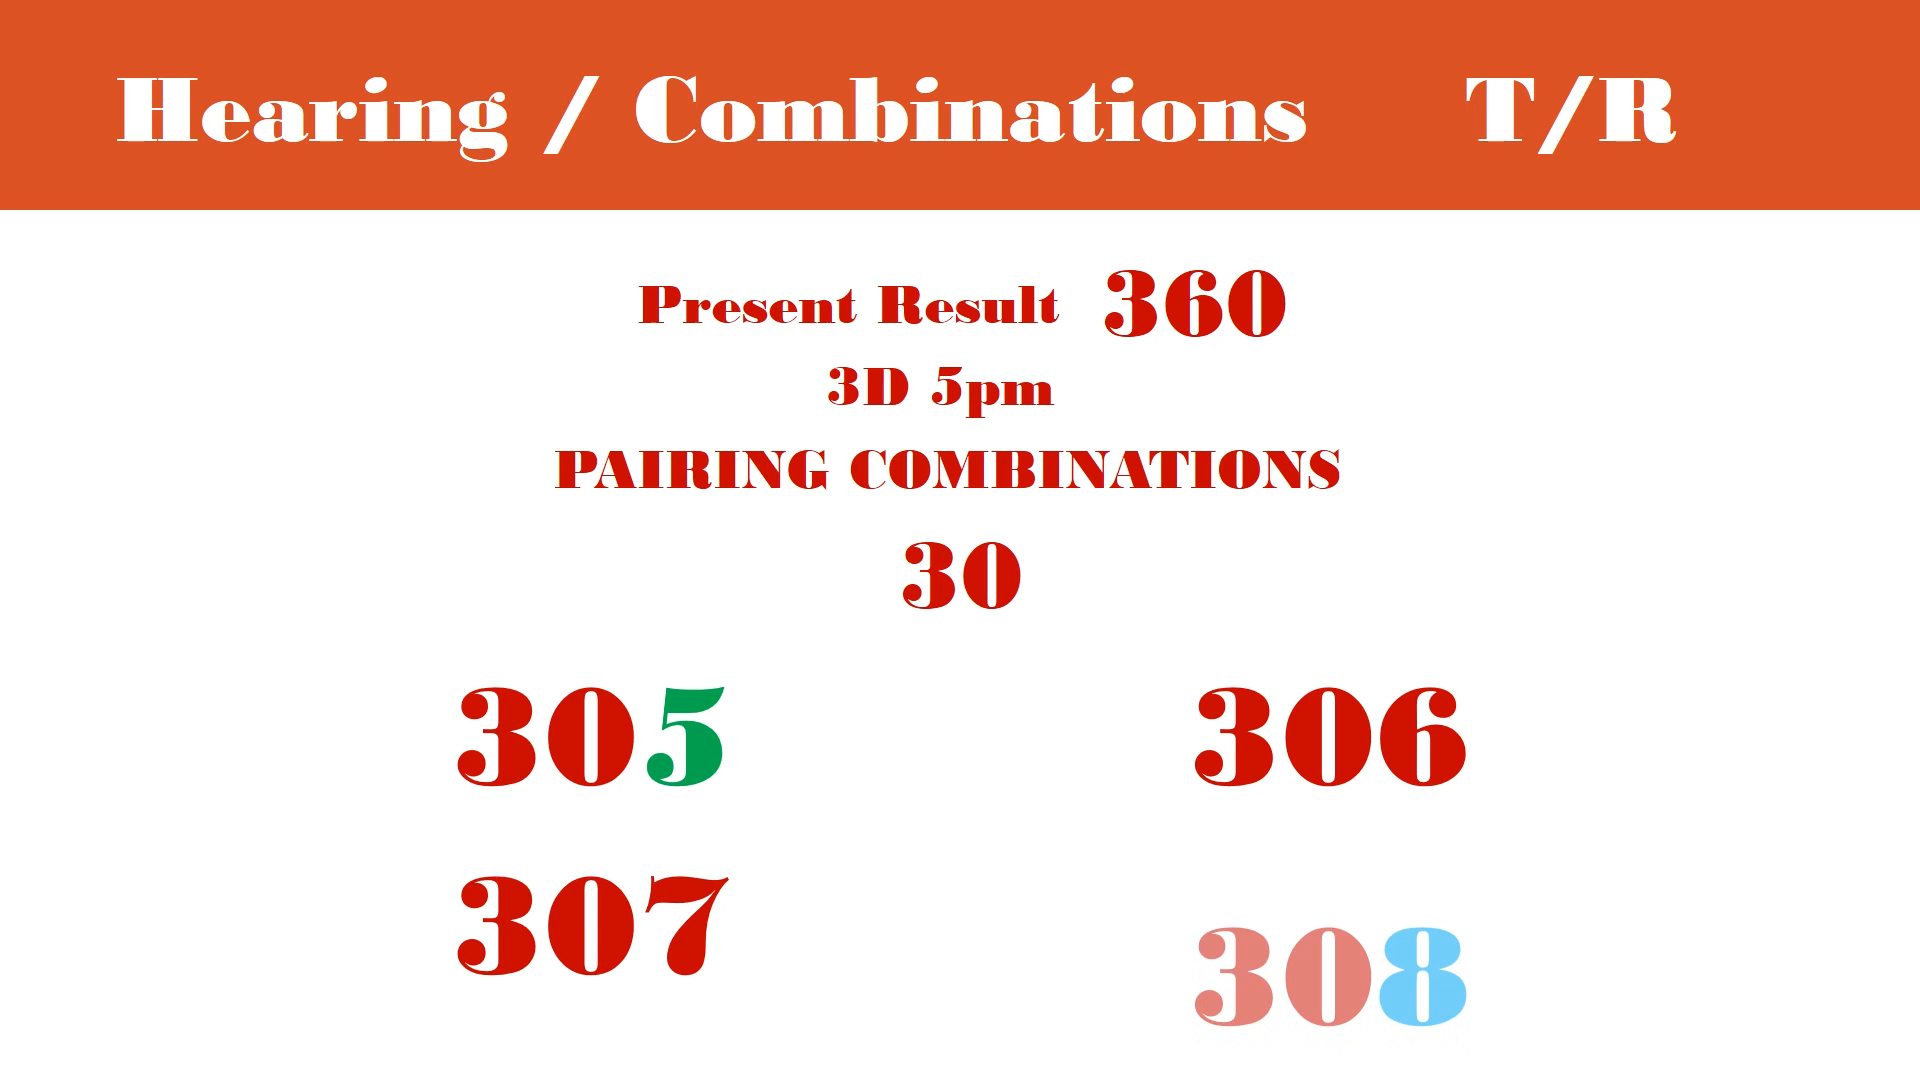 Hearing / Combinations T/R
Present Result 360
3D 5pm
PAIRING COMBINATIONS
30
305 306
307 308